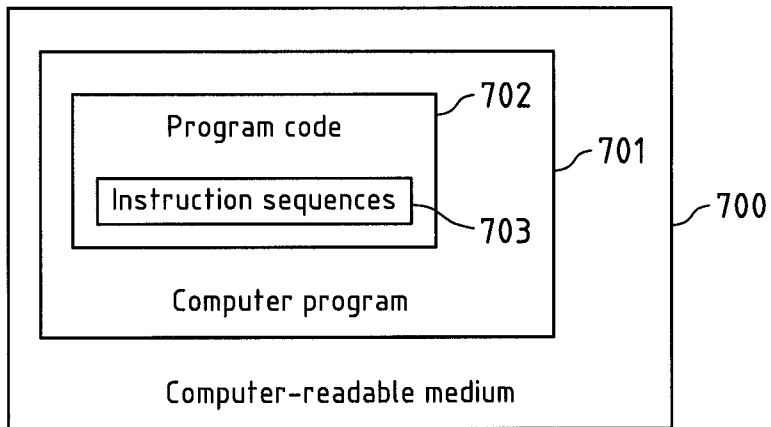 702
Program code
701
Instruction sequences
700
703
Computer program
Computer-readable medium